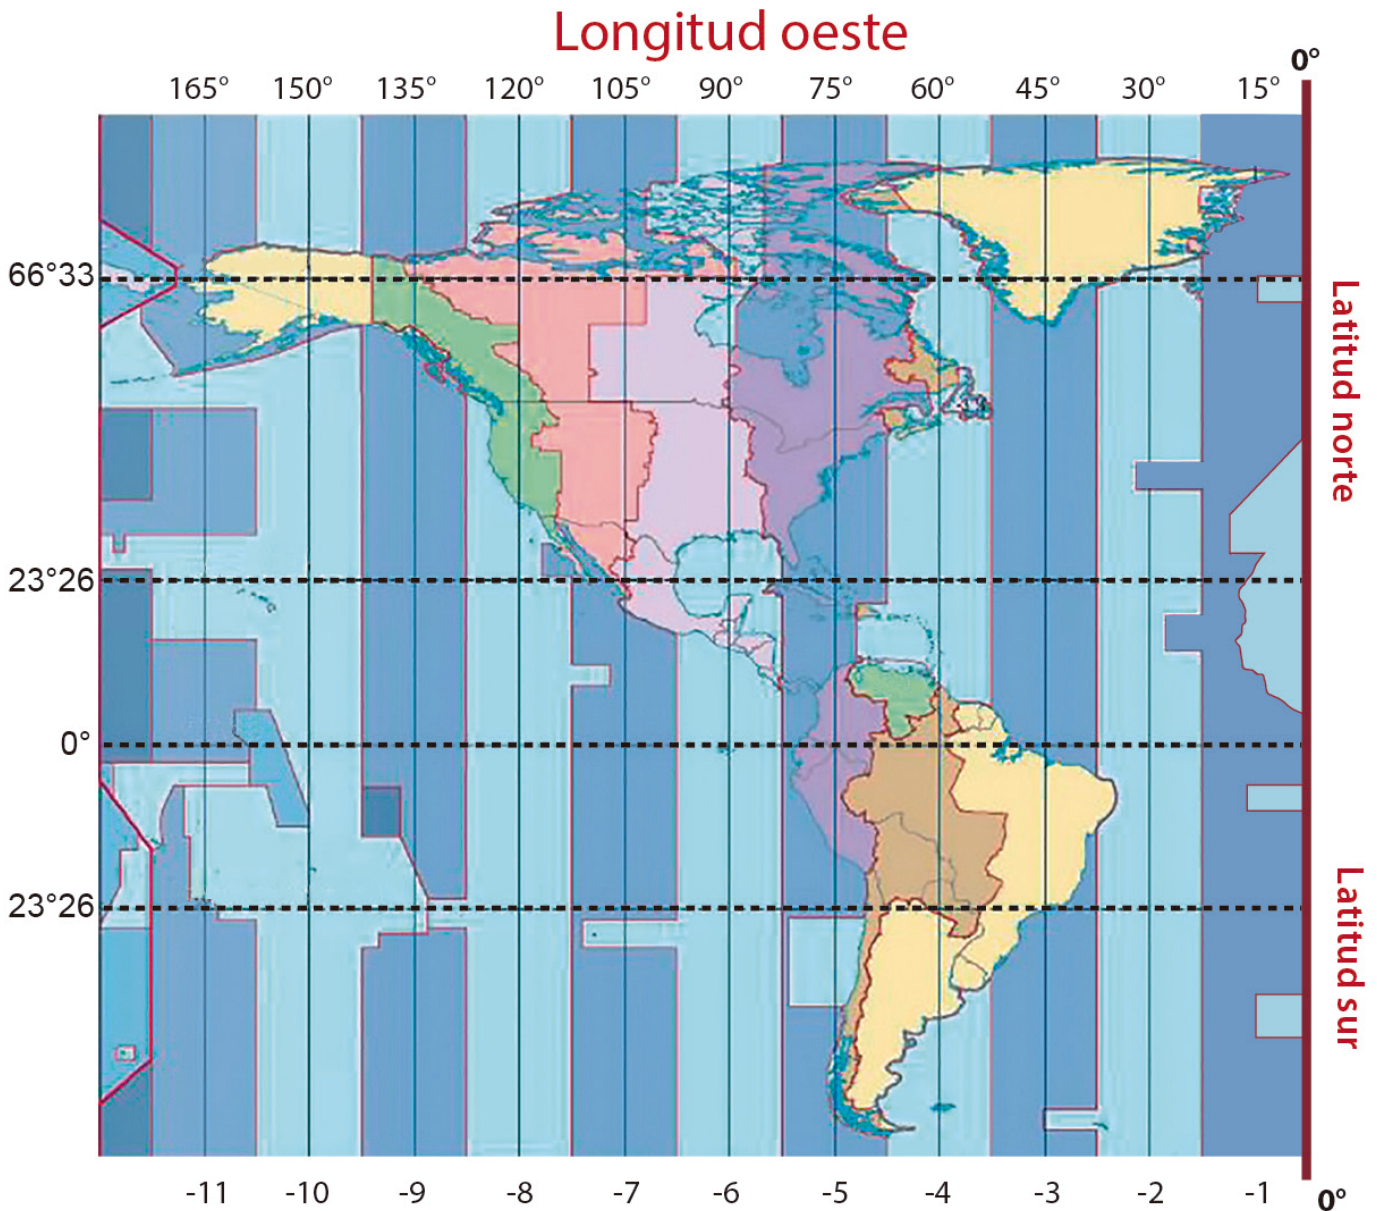 Longitud oeste
0°
165° 150° 135° 120° 105° 90° 75° 60° 45° 30° 15°
66°33
Latitud norte
23°26
0°
23°26
Latitud sur
-11 -10 -9 -8 -7 -6 -5 -4 -3 -2 -1 0°